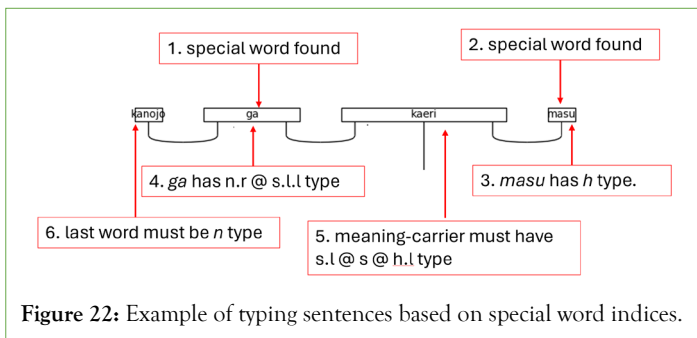 1. special word found
2. special word found
kanojo
ga
kaeri
masu
4. ga has n.r @ s.l.l type
3. masu has h type.
6. last word must be n type
5. meaning-carrier must have
s.l @ s @ h.l type
Figure 22: Example of typing sentences based on special word indices.